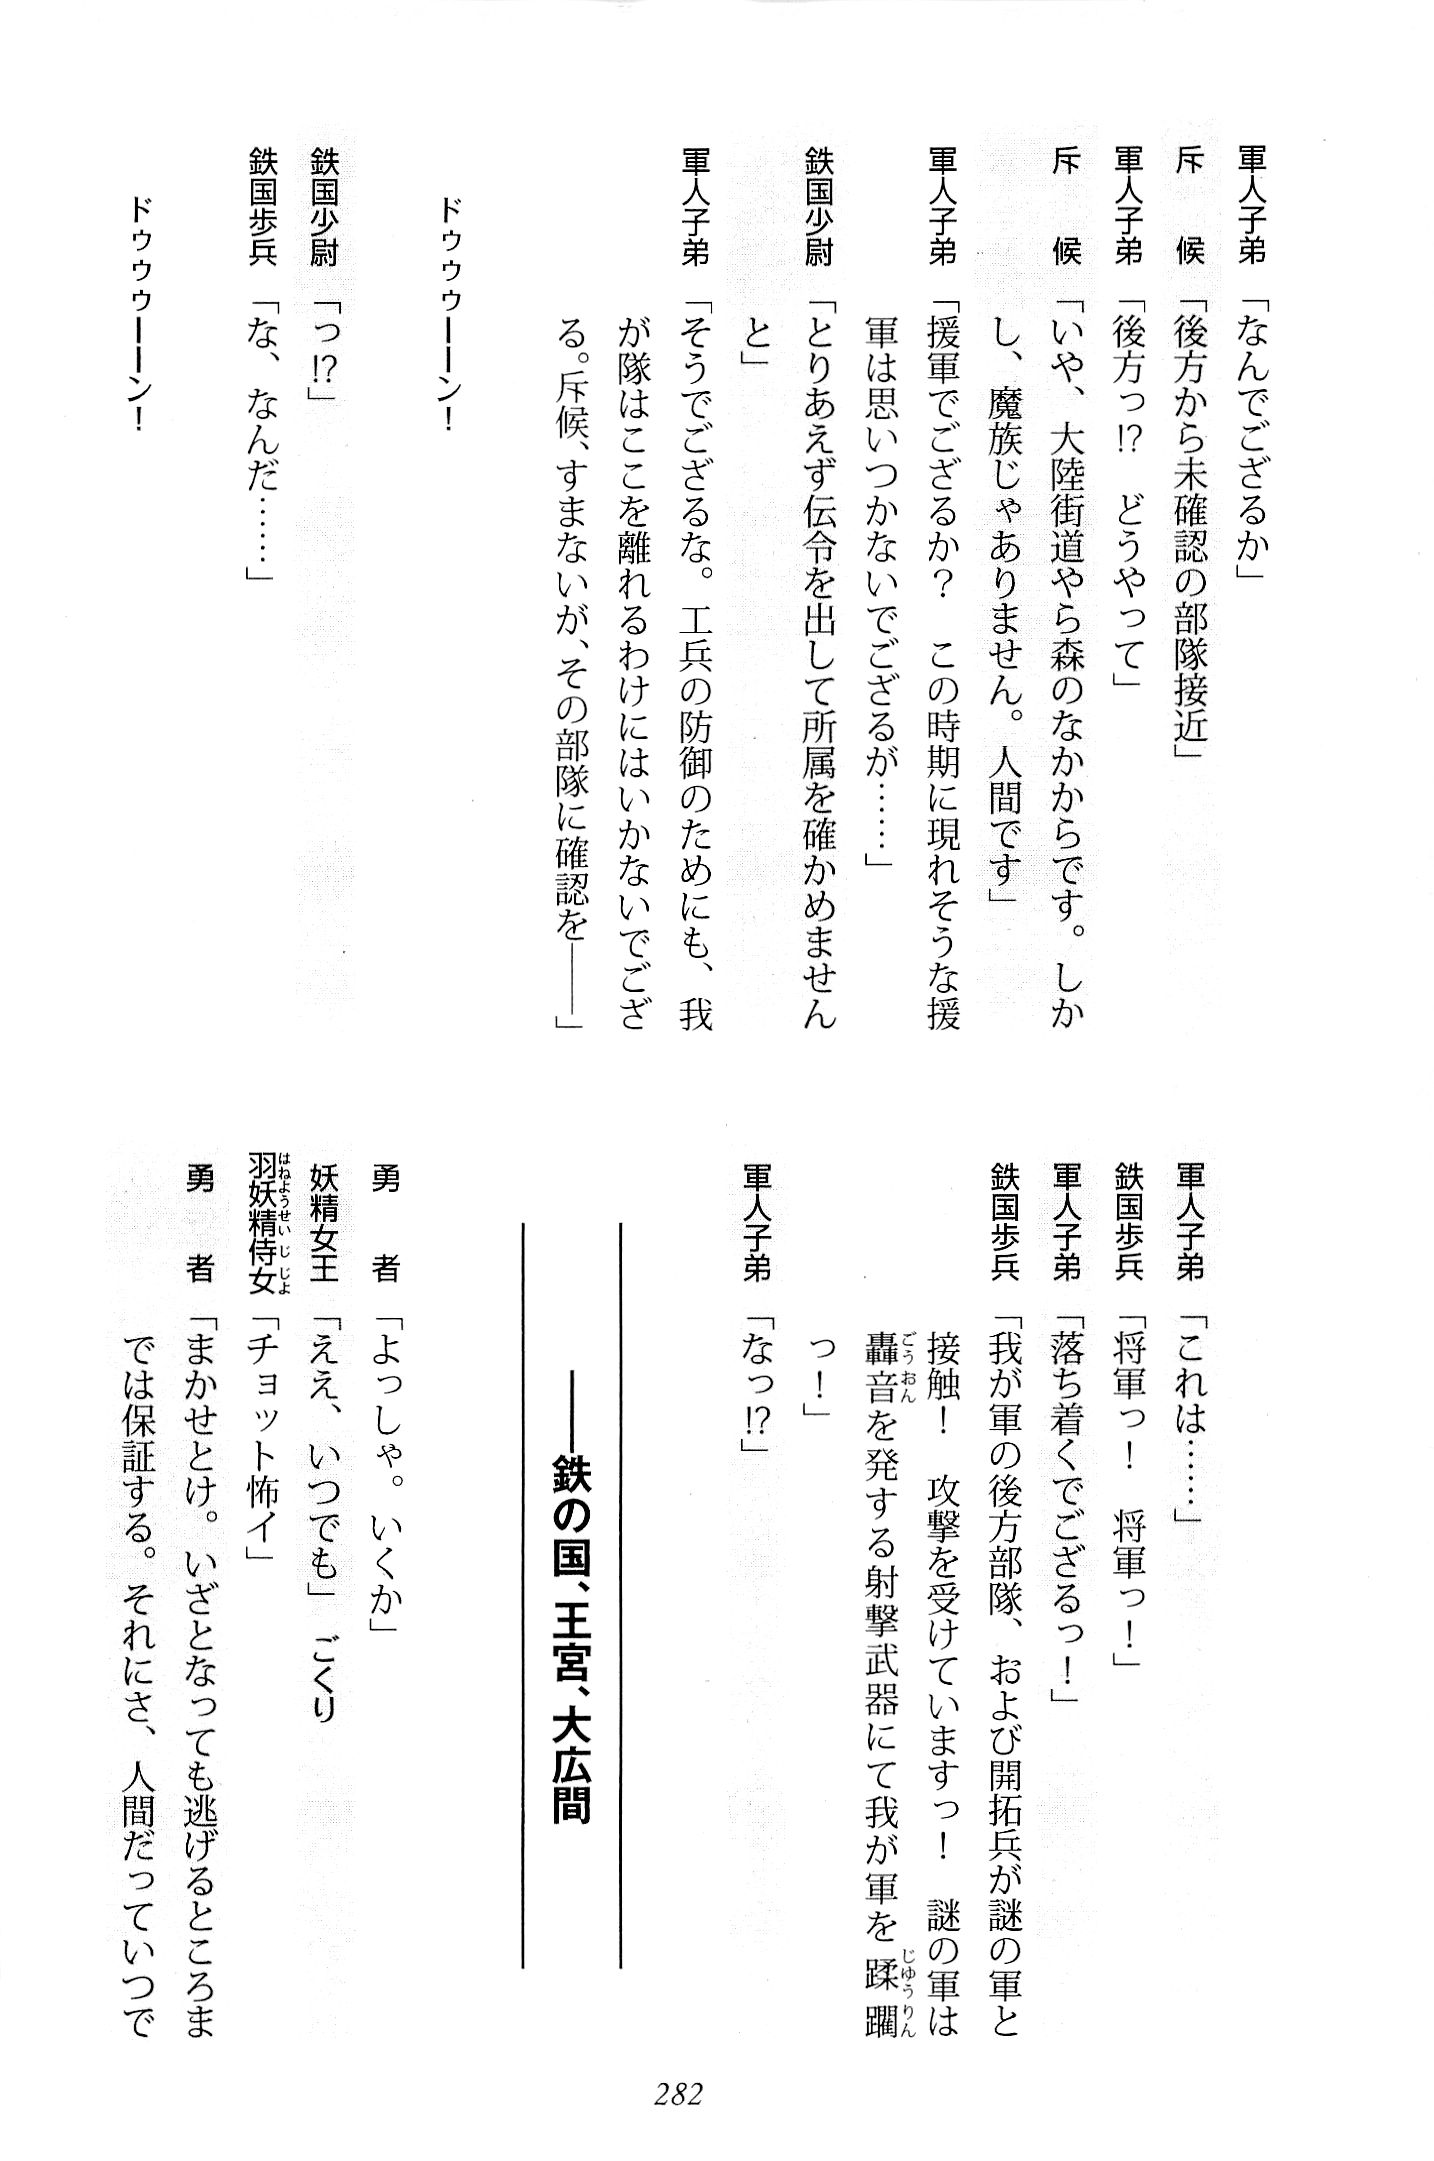 軍人子弟「なんでござるか」
斥　候「後方から未確認の部隊接近」
軍人子弟「後方っ!?　どうやって」
斥　候「いや、大陸街道やら森のなかからです。しか
し、魔族じゃありません。人間です」
軍人子弟「援軍でござるか？　この時期に現れそうな援
軍は思いつかないでござるが……」
鉄国少尉「とりあえず伝令を出して所属を確かめません
と」
軍人子弟「そうでござるな。工兵の防御のためにも、我
が隊はここを離れるわけにはいかないでござ
る。斥候、すまないが、その部隊に確認を――」
ドゥゥゥーーン！
鉄国少尉「っ!?」
鉄国歩兵「な、なんだ……」
ドゥゥゥーーン！
軍人子弟「これは……」
鉄国歩兵「将軍っ！　将軍っ！」
軍人子弟「落ち着くでござるっ！」
鉄国歩兵「我が軍の後方部隊、および開拓兵が謎の軍と
接触！　攻撃を受けていますっ！　謎の軍は
轟音を発する射撃武器にて我が軍を蹂躙
っ！」
軍人子弟「なっ!?」
――鉄の国、王宮、大広間
勇　者「よっしゃ。いくか」
妖精女王「ええ、いつでも」ごくり
羽妖精侍女「チョット怖イ」
勇　者「まかせとけ。いざとなっても逃げるところま
では保証する。それにさ、人間だっていつで
282